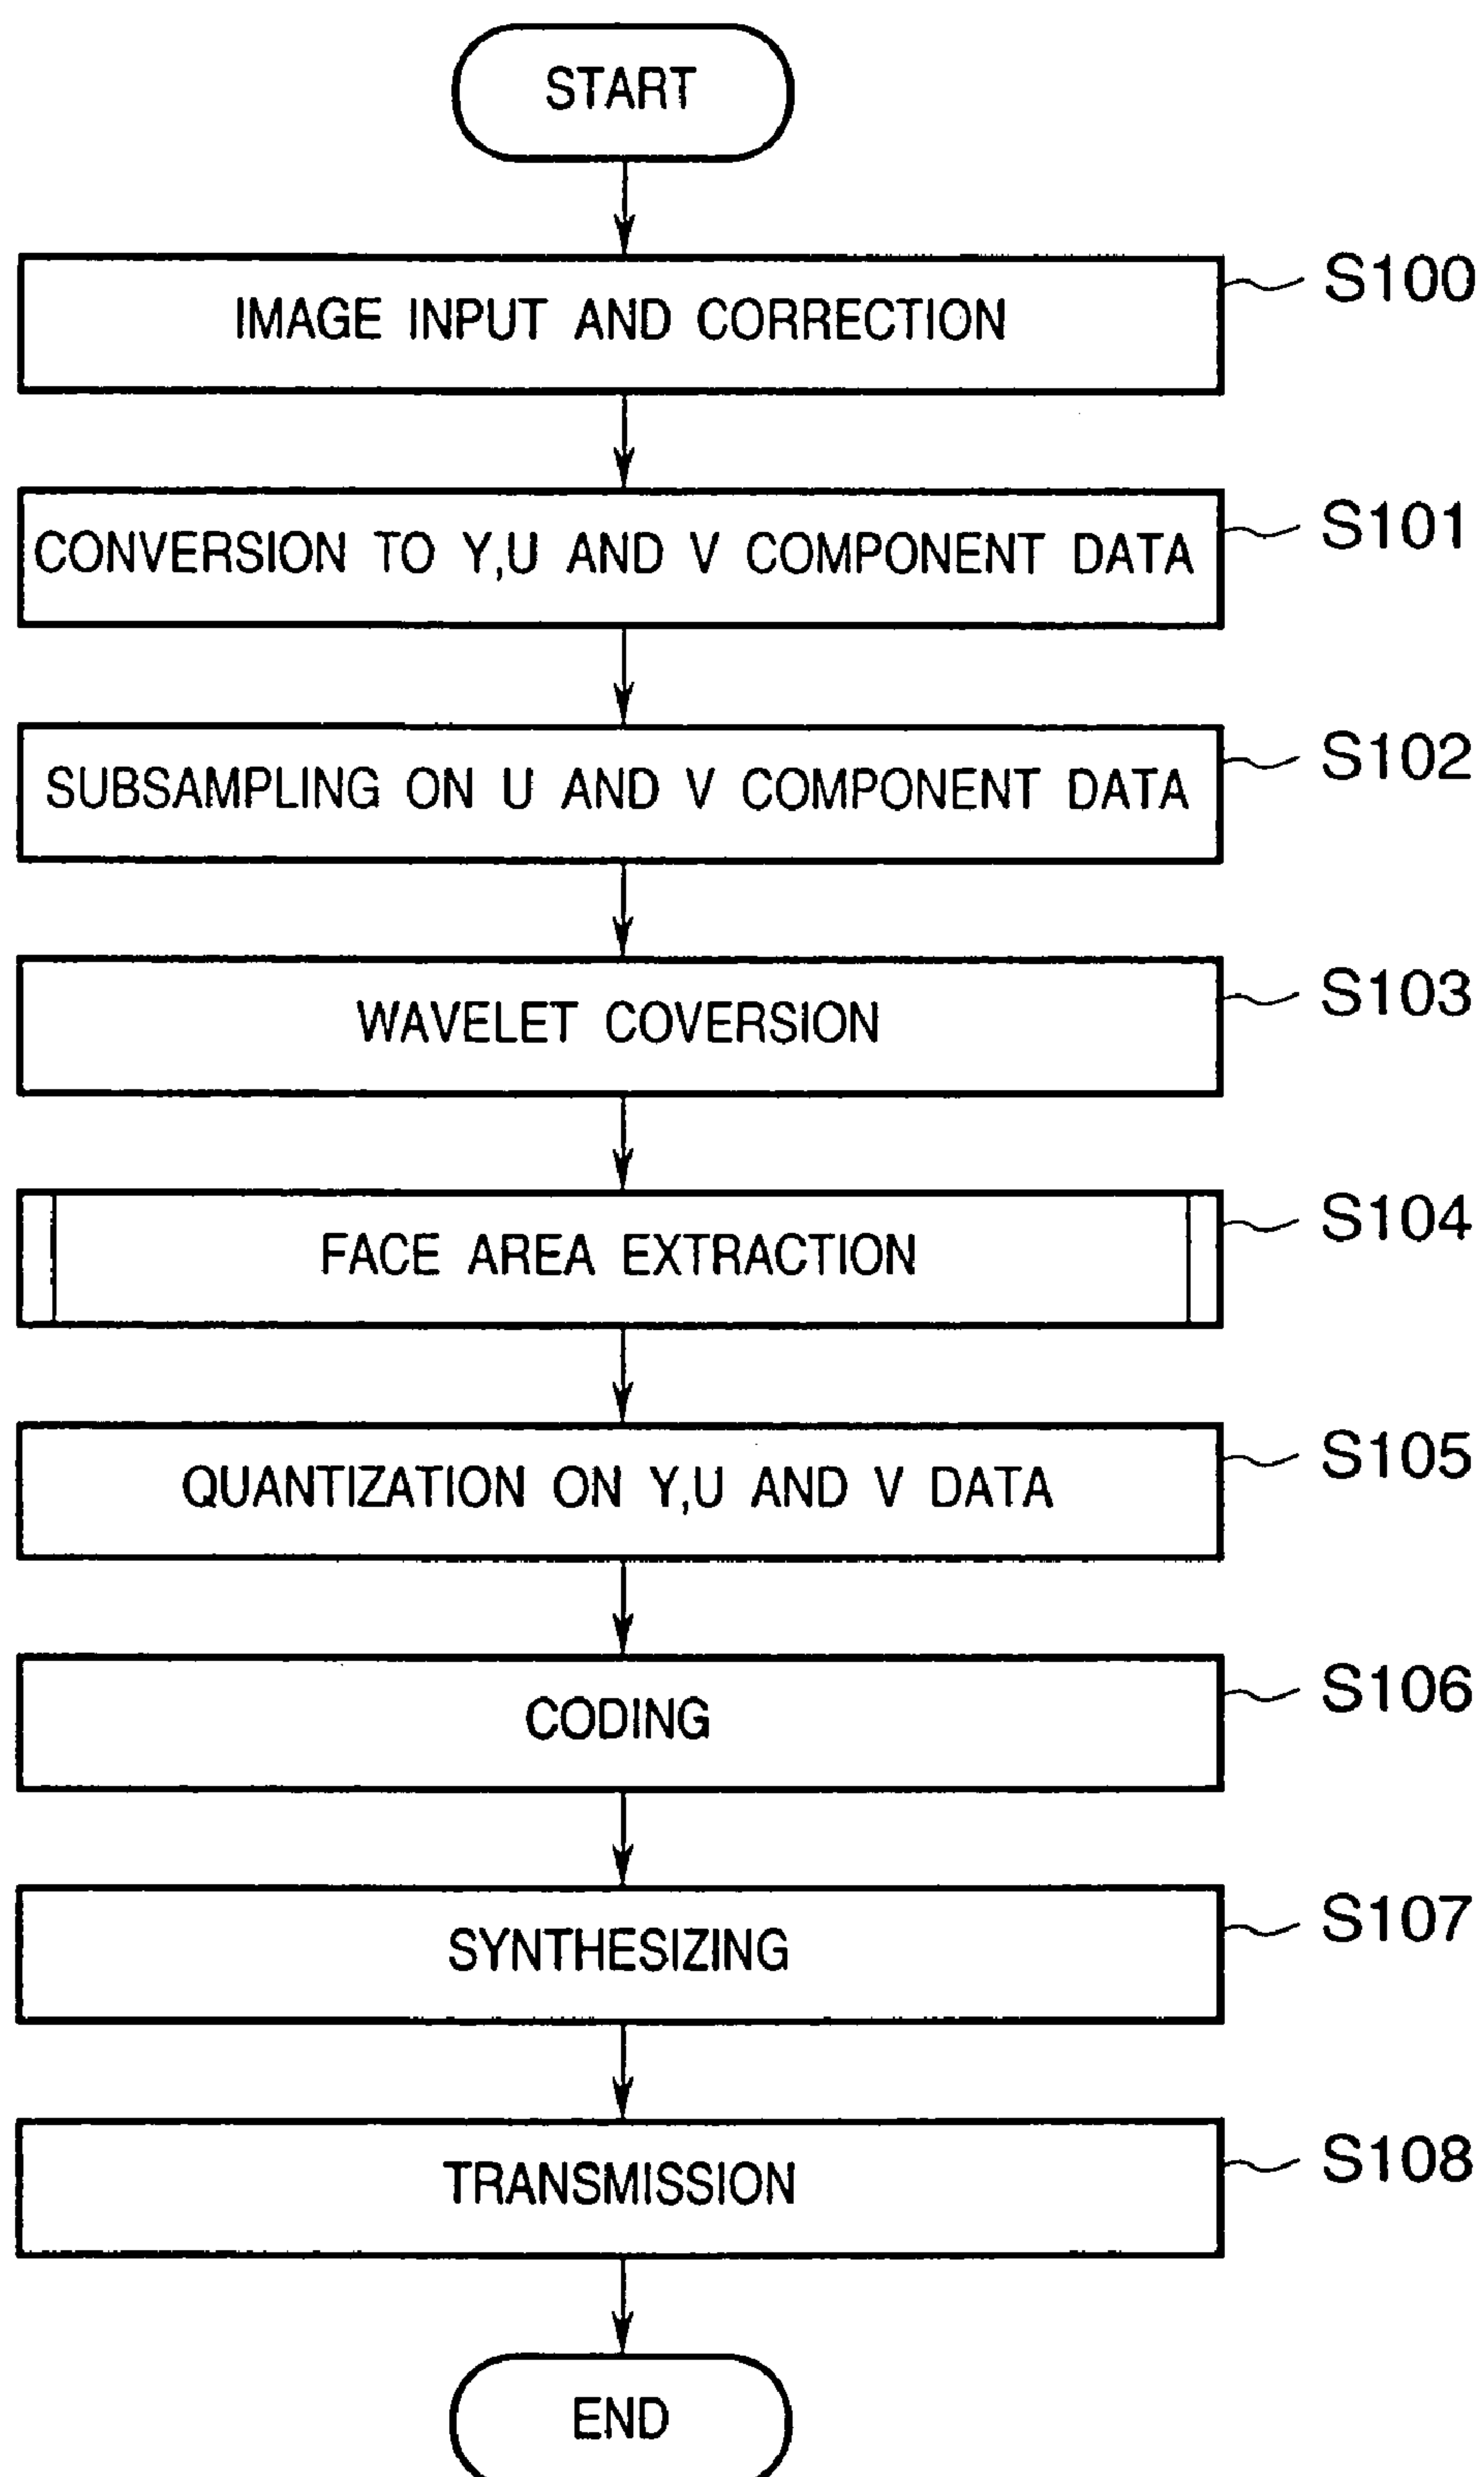 START
IMAGE INPUT AND CORRECTION
S100
CONVERSION TO Y,U AND V COMPONENT DATA
S101
SUBSAMPLING ON U AND V COMPONENT DATA
S102
WAVELET COVERSION
S103
FACE AREA EXTRACTION
S104
QUANTIZATION ON Y,U AND V DATA
S105
CODING
S106
SYNTHESIZING
S107
TRANSMISSION
S108
END